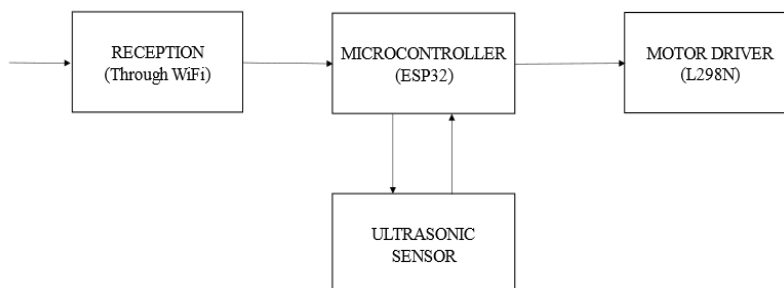 RECEPTION
(Through WiFi)
MICROCONTROLLER
(ESP32)
MOTOR DRIVER
(L298N)
ULTRASONIC
SENSOR